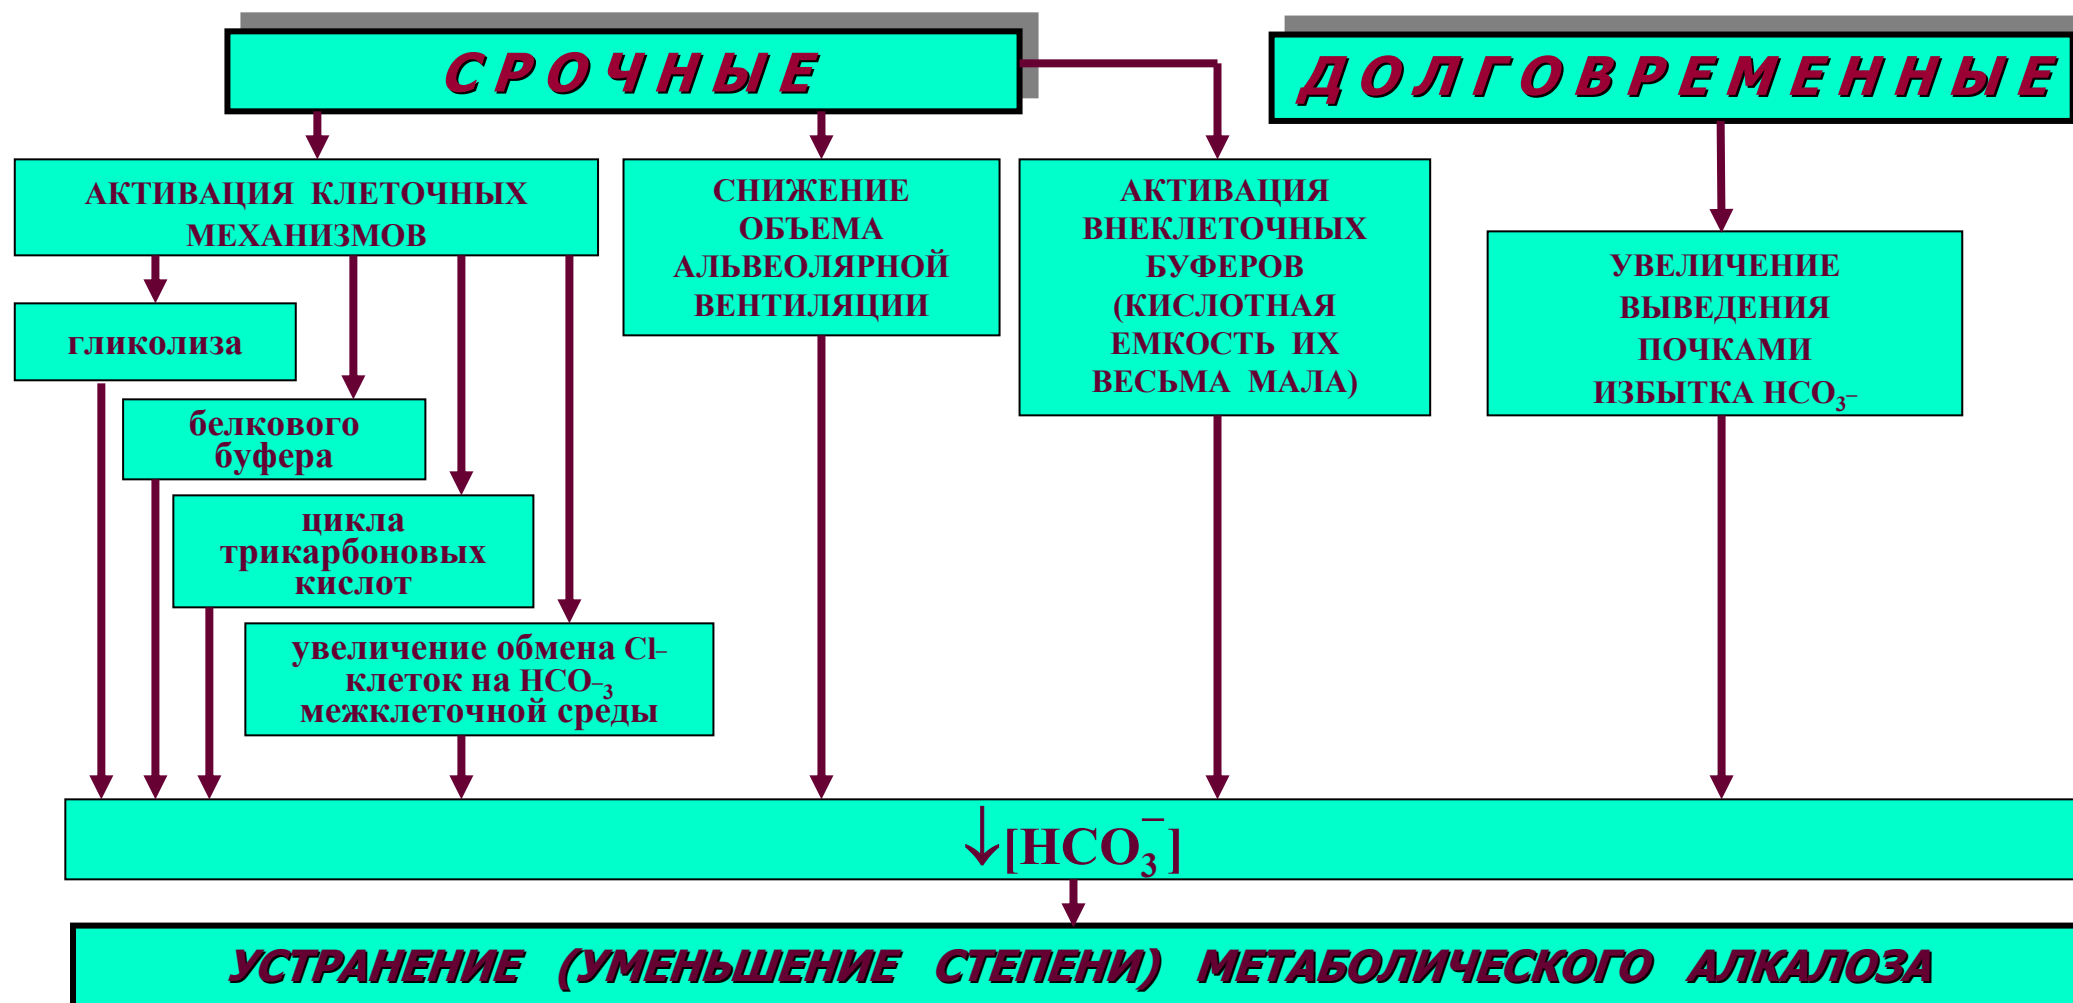 СРОЧНЫЕ
ДОЛГОВРЕМЕННЫЕ
АКТИВАЦИЯ КЛЕТОЧНЫХ
МЕХАНИЗМОВ
СНИЖЕНИЕ
ОБЪЕМА
АЛЬВЕОЛЯРНОЙ
ВЕНТИЛЯЦИИ
АКТИВАЦИЯ
ВНЕКЛЕТОЧНЫХ
БУФЕРОВ
(КИСЛОТНАЯ
ЕМКОСТЬ ИХ
ВЕСЬМА МАЛА)
УВЕЛИЧЕНИЕ
ВЫВЕДЕНИЯ
ПОЧКАМИ
ИЗБЫТКА HCO₃–
гликолиза
белкового
буфера
цикла
трикарбоновых
кислот
увеличение обмена Cl–
клеток на HCO–₃
межклеточной среды
↓[HCO₃‾]
УСТРАНЕНИЕ (УМЕНЬШЕНИЕ СТЕПЕНИ) МЕТАБОЛИЧЕСКОГО АЛКАЛОЗА